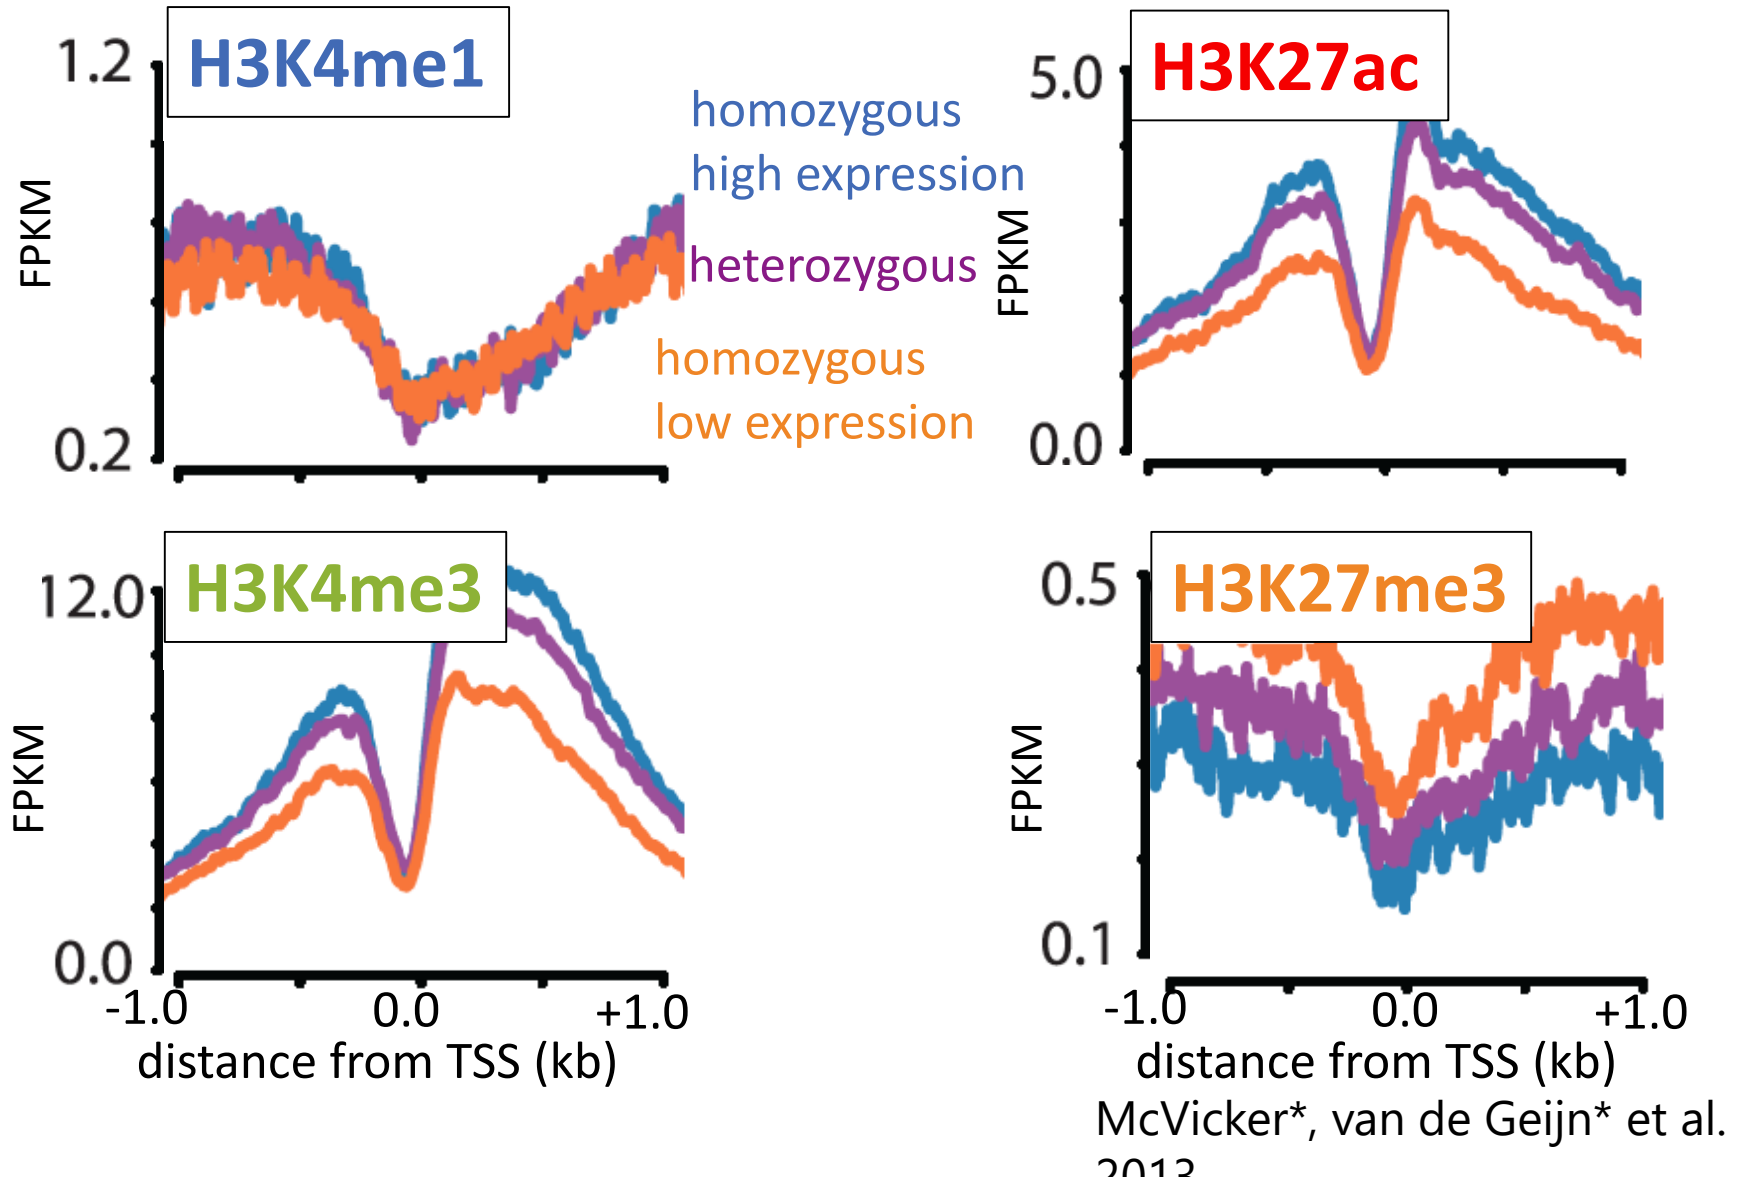 H3K4me1
1.2
0.2
FPKM
homozygous
high expression
heterozygous
homozygous
low expression
H3K27ac
5.0
0.0
FPKM
H3K4me3
12.0
0.0
FPKM
-1.0 0.0 +1.0
distance from TSS (kb)
H3K27me3
0.5
0.1
FPKM
-1.0 0.0 +1.0
distance from TSS (kb)
McVicker*, van de Geijn* et al.
2013